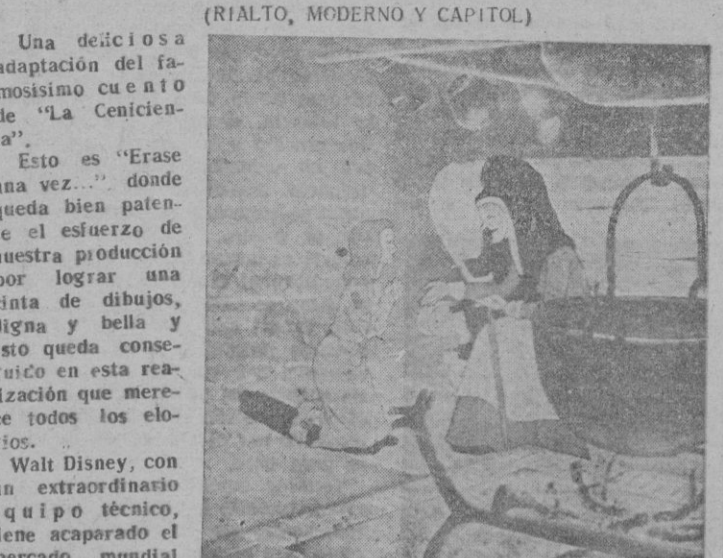 (RIALTO, MODERNO Y CAPITOL)
Una deliciosa
adaptación del fa-
mosísimo cuento
de “La Cenicien-
a”.
Esto es “Erase
una vez...” donde
queda bien paten-
e el esfuerzo de
nuestra producción
por lograr una
cinta de dibujos,
digna y bella y
esto queda conse-
guido en esta rea-
lización que mere-
ce todos los elo-
gios.
Walt Disney, con
un extraordinario
equipo técnico,
iene acaparado el
mercado mundial